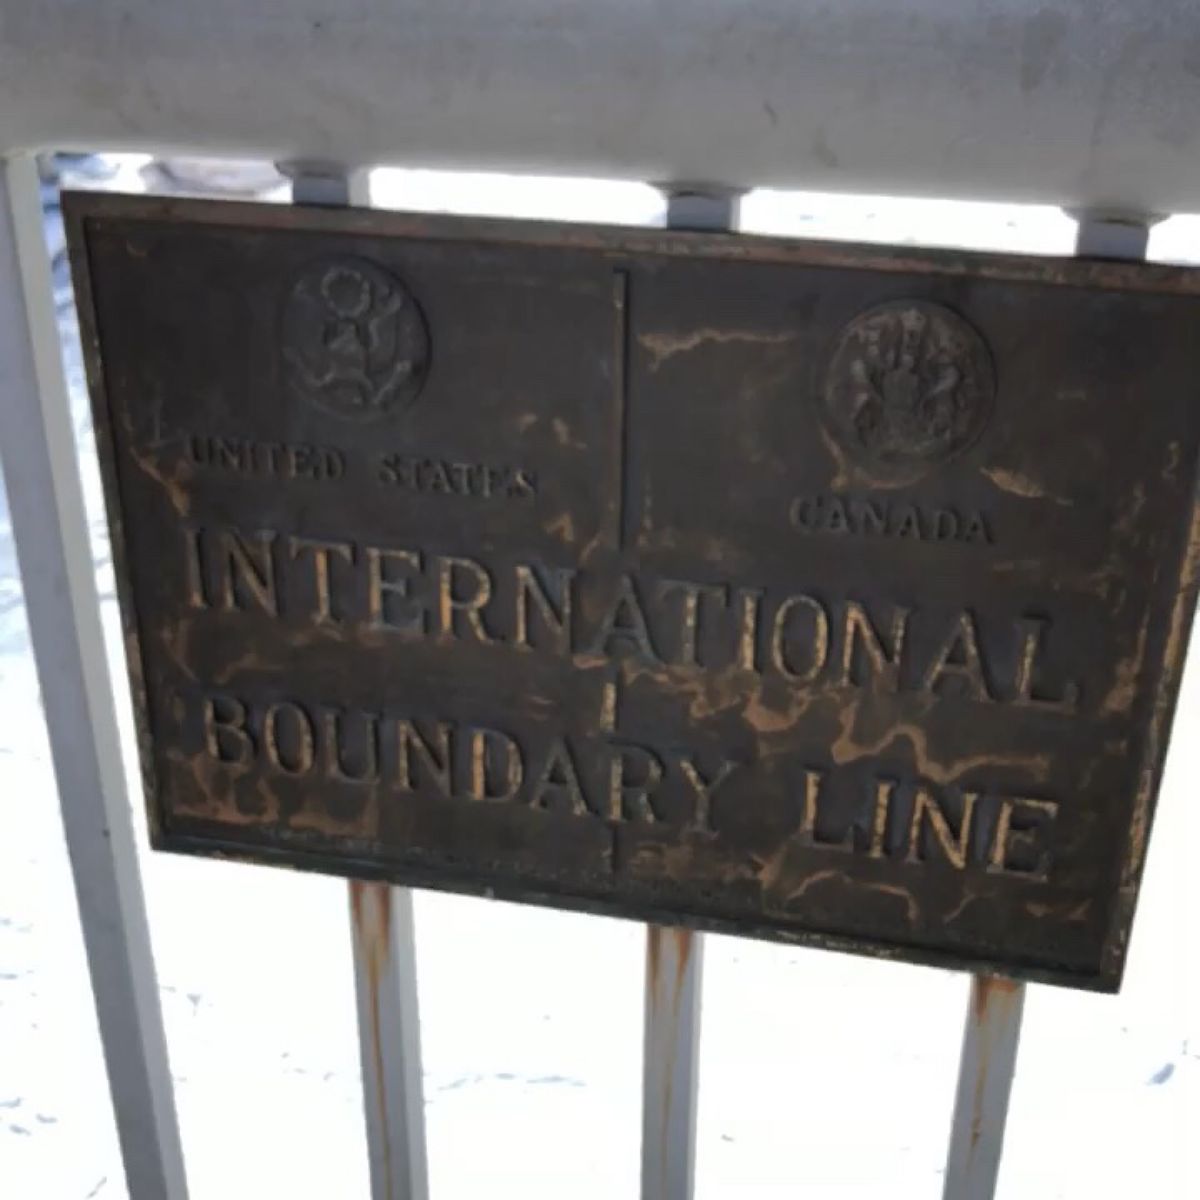 UNITED STATES
CANADA
INTERNATIONAL
BOUNDARY LINE